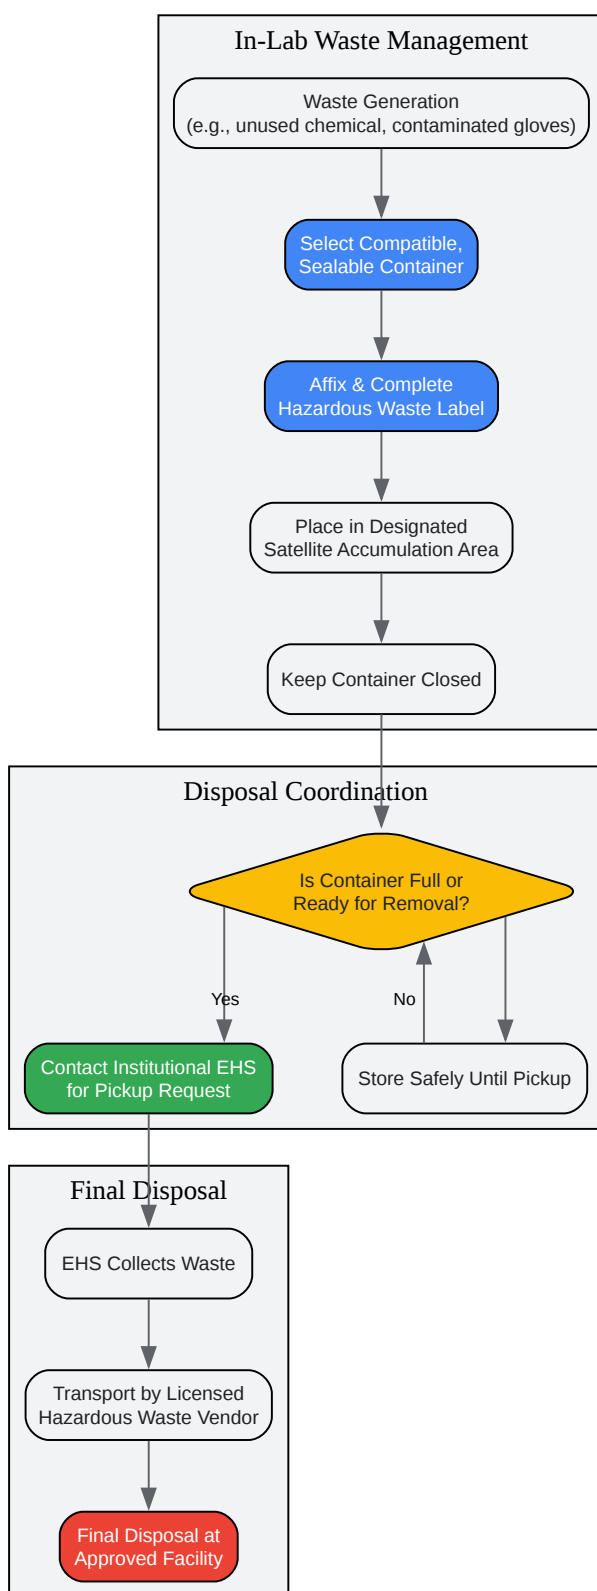 In-Lab Waste Management
Waste Generation
(e.g., unused chemical, contaminated gloves)
Select Compatible,
Sealable Container
Affix & Complete
Hazardous Waste Label
Place in Designated
Satellite Accumulation Area
Keep Container Closed
Disposal Coordination
Is Container Full or
Ready for Removal?
Yes
No
Contact Institutional EHS
for Pickup Request
Store Safely Until Pickup
Final Disposal
EHS Collects Waste
Transport by Licensed
Hazardous Waste Vendor
Final Disposal at
Approved Facility